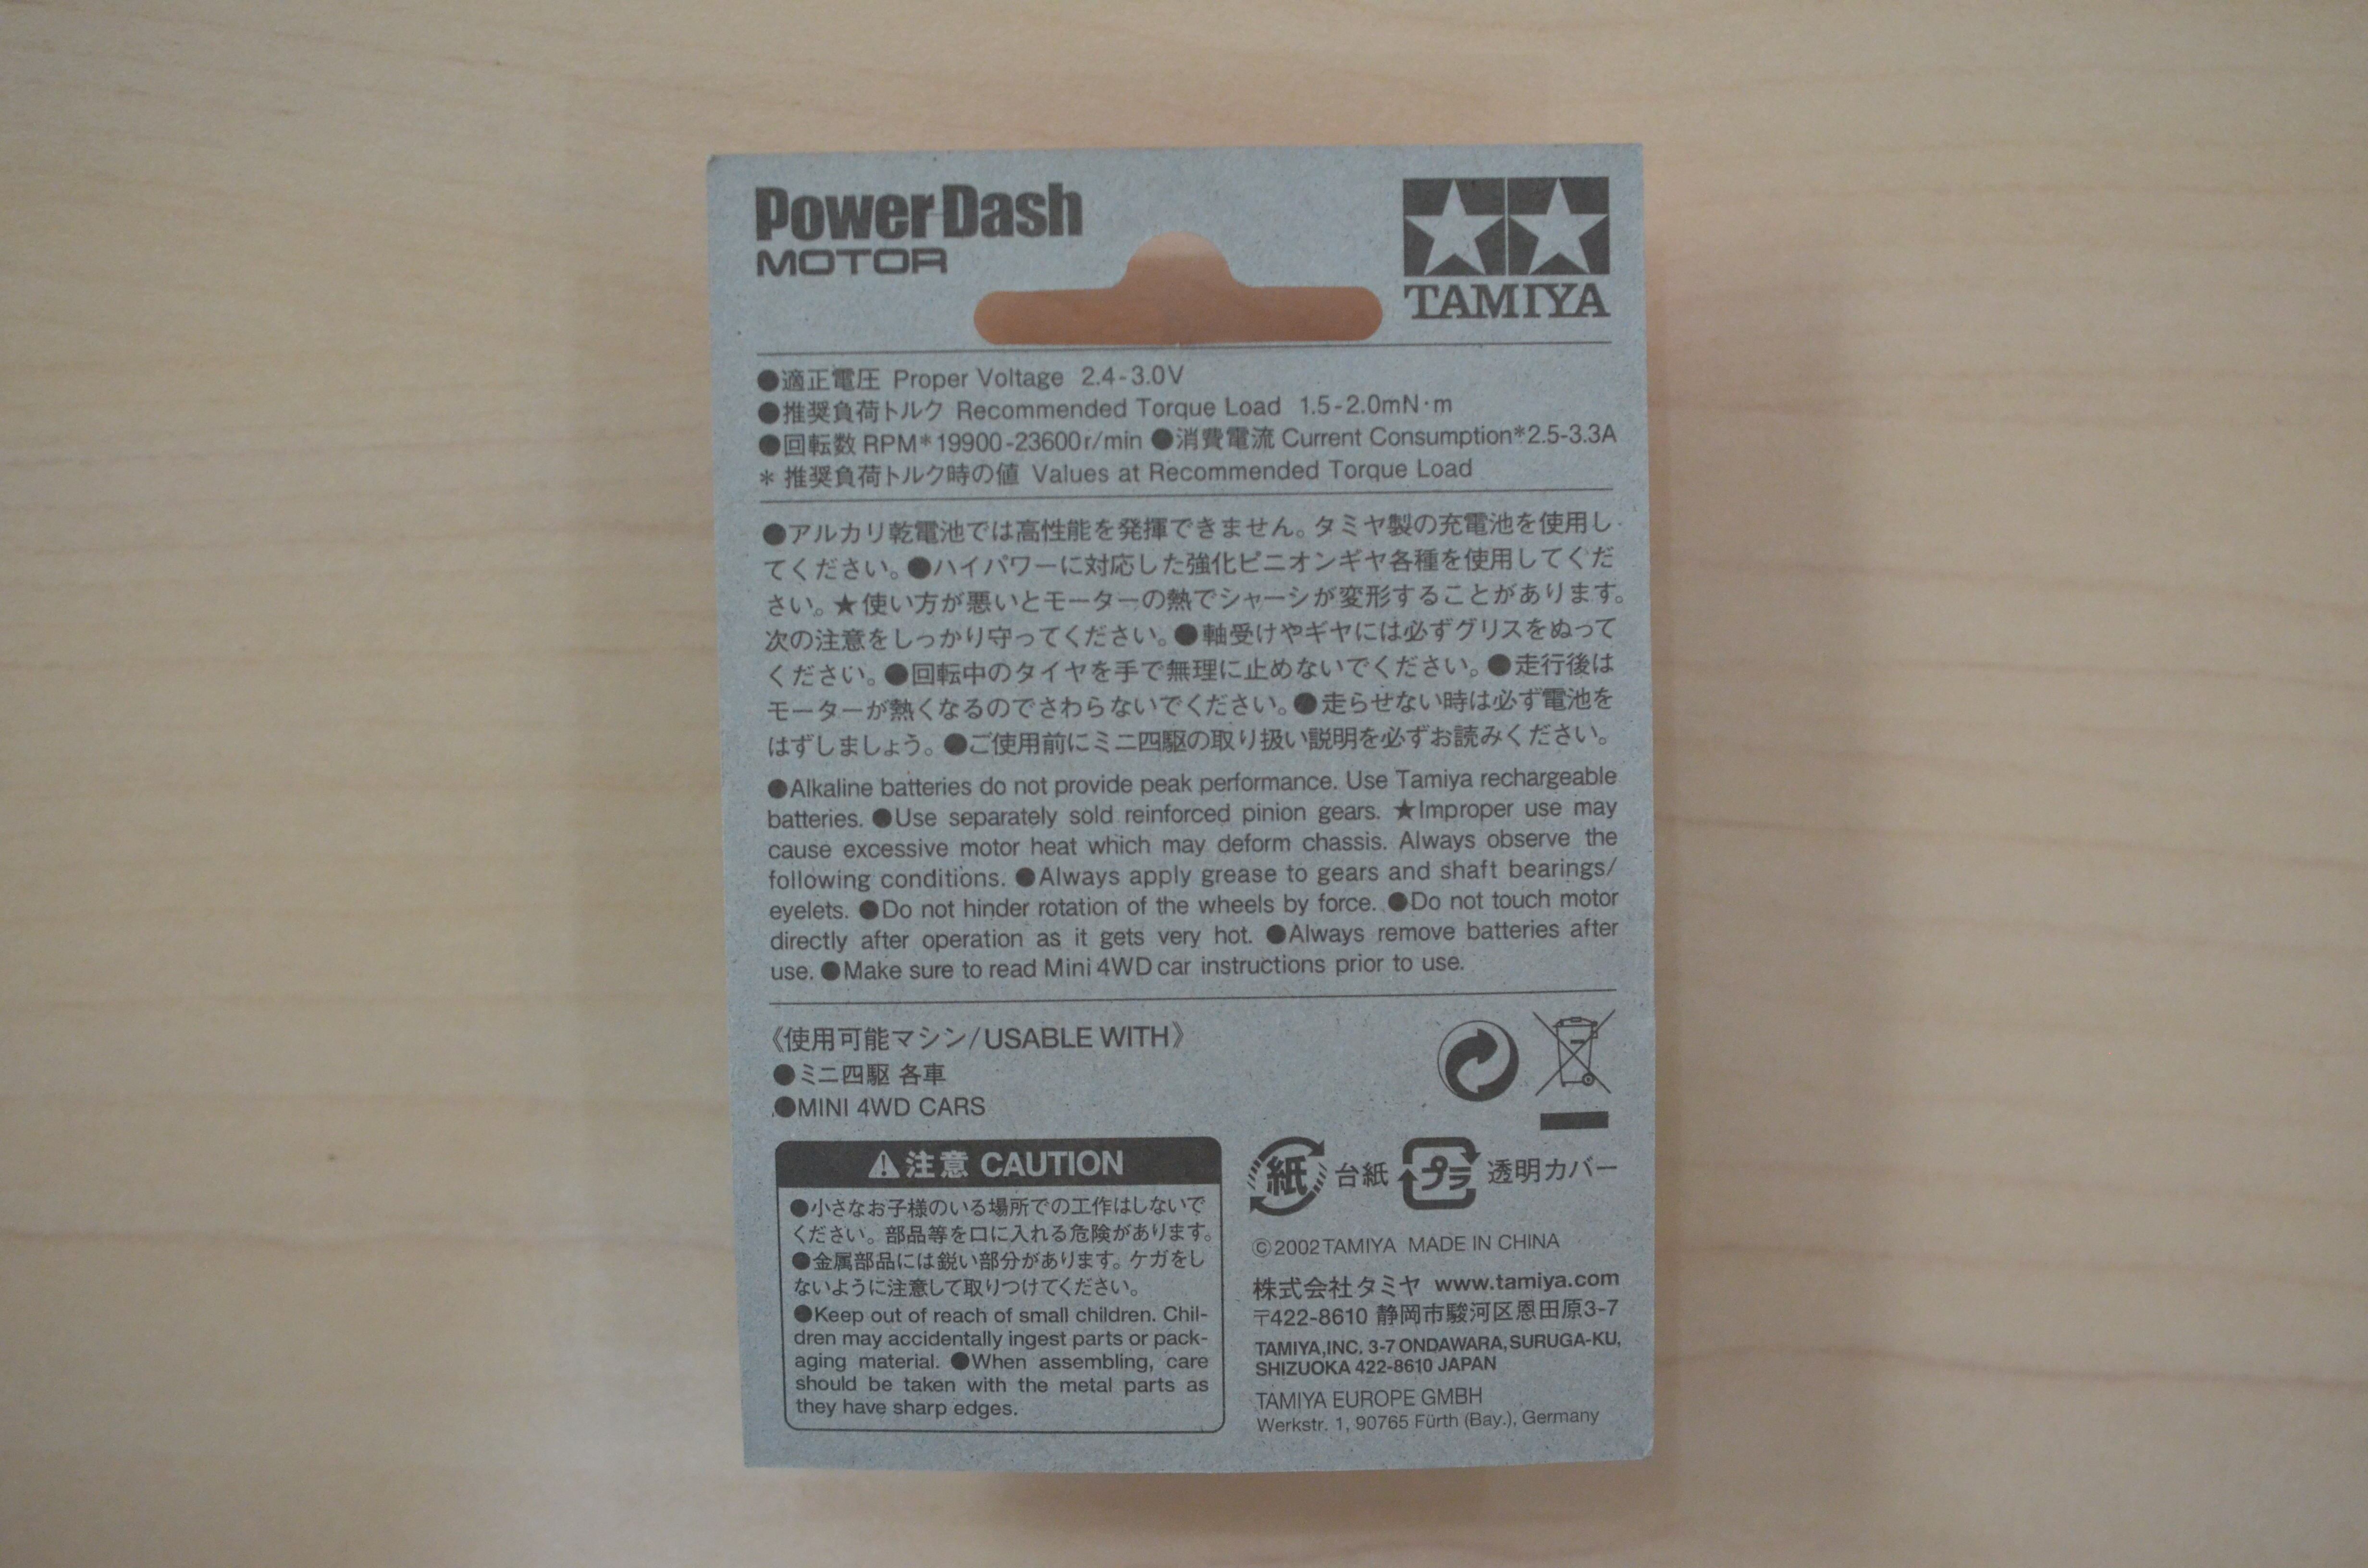 PowerDash
MOTOR
TAMIYA
●適正電圧 Proper Voltage 2.4-3.0V
●推奨負荷トルク Recommended Torque Load 1.5-2.0mN·m
●回転数 RPM*19900-23600r/min ●消費電流 Current Consumption*2.5-3.3A
* 推奨負荷トルク時の値 Values at Recommended Torque Load
●アルカリ乾電池では高性能を発揮できません。タミヤ製の充電池を使用し
てください。●ハイパワーに対応した強化ピニオンギヤ各種を使用してくだ
さい。★使い方が悪いとモーターの熱でシャーシが変形することがあります。
次の注意をしっかり守ってください。●軸受けやギヤには必ずグリスをぬって
ください。●回転中のタイヤを手で無理に止めないでください。●走行後は
モーターが熱くなるのでさわらないでください。●走らせない時は必ず電池を
はずしましょう。●ご使用前にミニ四駆の取り扱い説明を必ずお読みください。
●Alkaline batteries do not provide peak performance. Use Tamiya rechargeable
batteries. ●Use separately sold reinforced pinion gears. ★Improper use may
cause excessive motor heat which may deform chassis. Always observe the
following conditions. ●Always apply grease to gears and shaft bearings/
eyelets. ●Do not hinder rotation of the wheels by force. ●Do not touch motor
directly after operation as it gets very hot. ●Always remove batteries after
use. ●Make sure to read Mini 4WD car instructions prior to use.
《使用可能マシン/USABLE WITH》
●ミニ四駆 各車
●MINI 4WD CARS
注意 CAUTION
●小さなお子様のいる場所での工作はしないで
ください。部品等を口に入れる危険があります。
●金属部品には鋭い部分があります。ケガをし
ないように注意して取りつけてください。
●Keep out of reach of small children. Chil-
dren may accidentally ingest parts or pack-
aging material. ●When assembling, care
should be taken with the metal parts as
they have sharp edges.
紙 台紙 プラ 透明カバー
©2002 TAMIYA MADE IN CHINA
株式会社タミヤ www.tamiya.com
〒422-8610 静岡市駿河区恩田原3-7
TAMIYA,INC. 3-7 ONDAWARA, SURUGA-KU,
SHIZUOKA 422-8610 JAPAN
TAMIYA EUROPE GMBH
Werkstr. 1, 90765 Fürth (Bay.), Germany